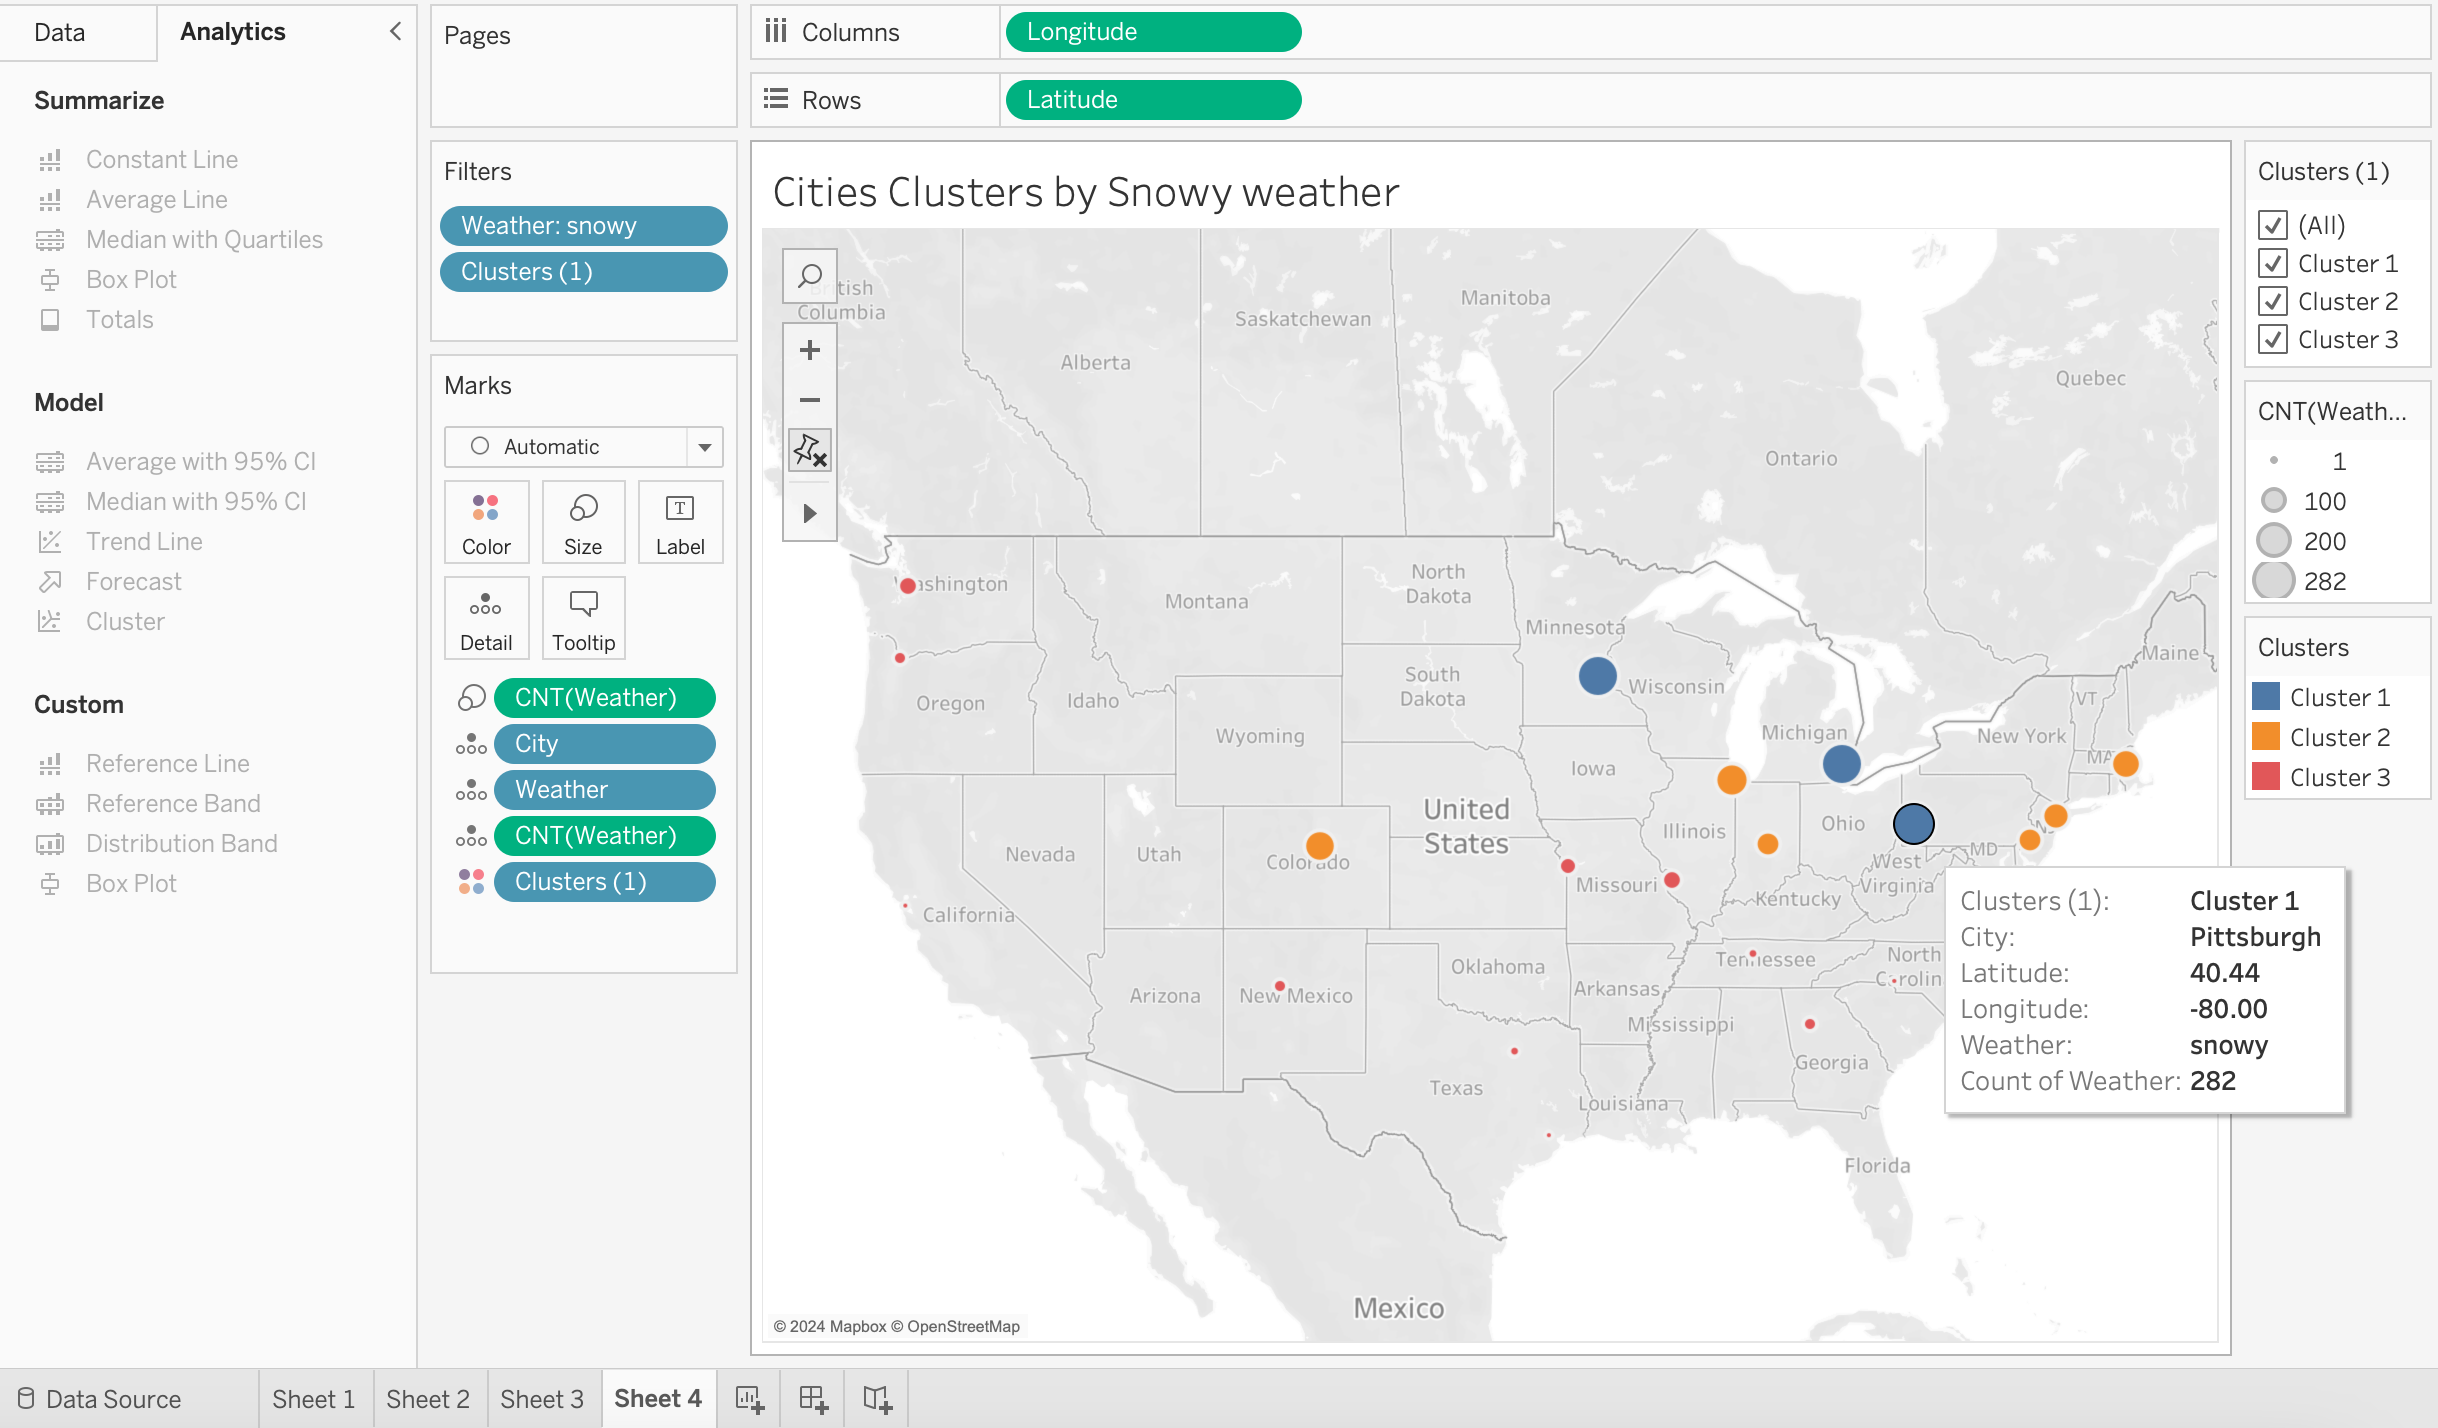 Data
Analytics
Summarize
Constant Line
Average Line
Median with Quartiles
Box Plot
Totals
Model
Average with 95% CI
Median with 95% CI
Trend Line
Forecast
Cluster
Custom
Reference Line
Reference Band
Distribution Band
Box Plot
Pages
Filters
Weather: snowy
Clusters (1)
Marks
Automatic
Color
Size
Label
Detail
Tooltip
CNT(Weather)
City
Weather
CNT(Weather)
Clusters (1)
Columns
Longitude
Rows
Latitude
Cities Clusters by Snowy weather
Columbia
Alberta
Saskatchewan
Manitoba
Ontario
Quebec
ashington
Montana
North
Dakota
Minnesota
Maine
Oregon
Idaho
South
Dakota
Wisconsin
VT
Wyoming
Michigan
New York
MA
Iowa
United
States
Illinois
Ohio
Nevada
Utah
Colorado
MD
West
Virginia
Missouri
Kentucky
California
Tennessee
North
Carolin
Oklahoma
Arkansas
Arizona
New Mexico
Mississippi
Georgia
Texas
Louisiana
Florida
Mexico
© 2024 Mapbox © OpenStreetMap
Clusters (1): Cluster 1
City: Pittsburgh
Latitude: 40.44
Longitude: -80.00
Weather: snowy
Count of Weather: 282
Clusters (1)
(All)
Cluster 1
Cluster 2
Cluster 3
CNT(Weath...
1
100
200
282
Clusters
Cluster 1
Cluster 2
Cluster 3
Data Source
Sheet 1
Sheet 2
Sheet 3
Sheet 4